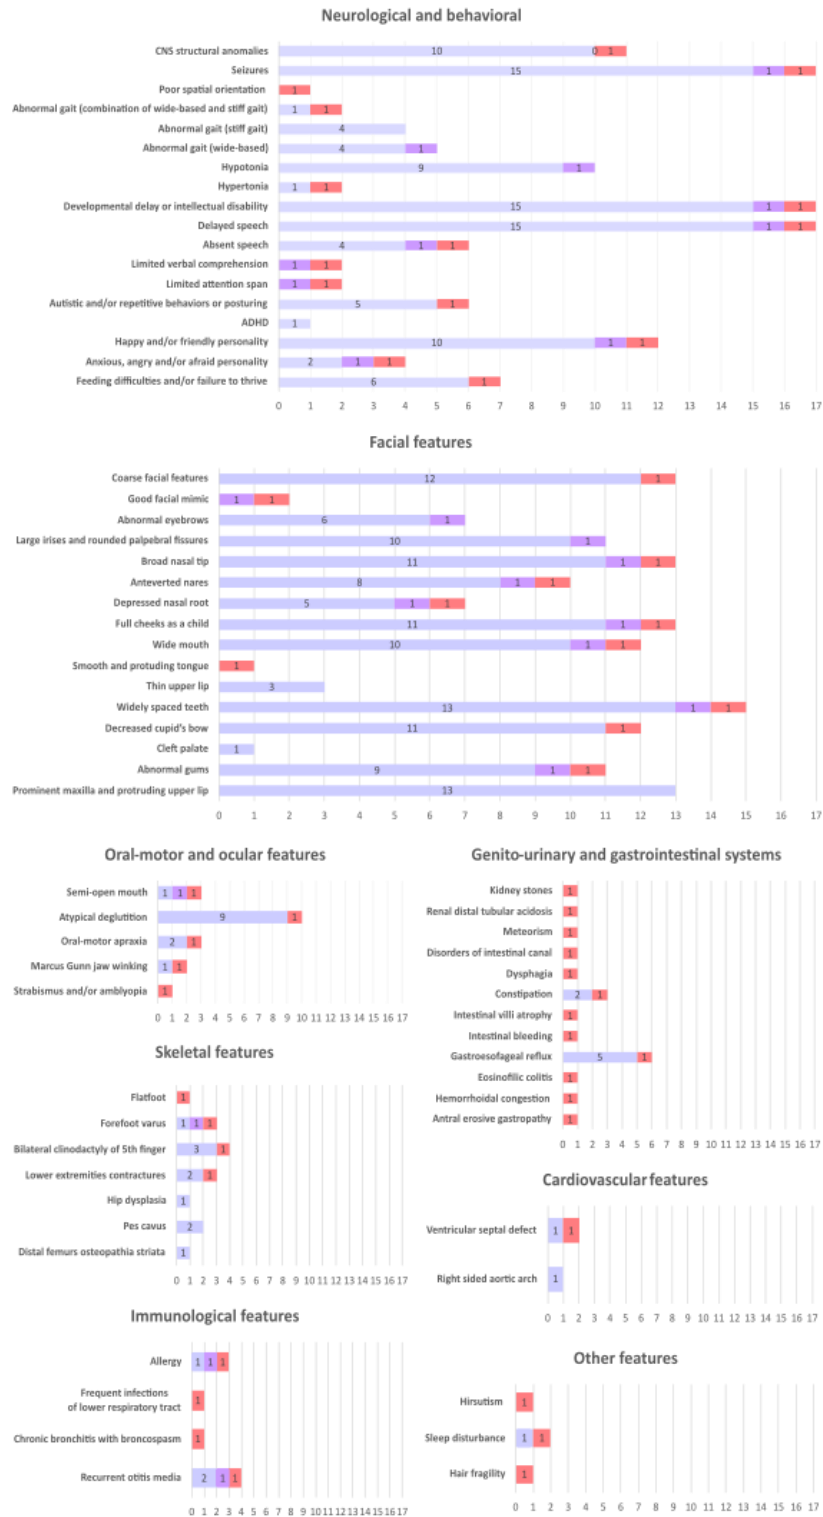 Neurological and behavioral
CNS structural anomalies 10 0 1
Seizures 15 1 1
Poor spatial orientation 1
Abnormal gait (combination of wide-based and stiff gait) 1 1
Abnormal gait (stiff gait) 4
Abnormal gait (wide-based) 4 1
Hypotonia 9 1
Hypertonia 1 1
Developmental delay or intellectual disability 15 1 1
Delayed speech 15 1 1
Absent speech 4 1 1
Limited verbal comprehension 1 1
Limited attention span 1 1
Autistic and/or repetitive behaviors or posturing 5 1
ADHD 1
Happy and/or friendly personality 10 1 1
Anxious, angry and/or afraid personality 2 1 1
Feeding difficulties and/or failure to thrive 6 1
0 1 2 3 4 5 6 7 8 9 10 11 12 13 14 15 16 17
Facial features
Coarse facial features 12 1
Good facial mimic 1 1
Abnormal eyebrows 6 1
Large irises and rounded palpebral fissures 10 1
Broad nasal tip 11 1 1
Anteverted nares 8 1 1
Depressed nasal root 5 1 1
Full cheeks as a child 11 1 1
Wide mouth 10 1 1
Smooth and protuding tongue 1
Thin upper lip 3
Widely spaced teeth 13 1 1
Decreased cupid's bow 11 1
Cleft palate 1
Abnormal gums 9 1 1
Prominent maxilla and protruding upper lip 13
0 1 2 3 4 5 6 7 8 9 10 11 12 13 14 15 16 17
Oral-motor and ocular features
Semi-open mouth 1 1 1
Atypical deglutition 9 1
Oral-motor apraxia 2 1
Marcus Gunn jaw winking 1 1
Strabismus and/or amblyopia 1
0 1 2 3 4 5 6 7 8 9 10 11 12 13 14 15 16 17
Skeletal features
Flatfoot 1
Forefoot varus 1 1 1
Bilateral clinodactyly of 5th finger 3 1
Lower extremities contractures 2 1
Hip dysplasia 1
Pes cavus 2
Distal femurs osteopathia striata 1
0 1 2 3 4 5 6 7 8 9 10 11 12 13 14 15 16 17
Immunological features
Allergy 1 1 1
Frequent infections
of lower respiratory tract 1
Chronic bronchitis with broncospasm 1
Recurrent otitis media 2 1 1
0 1 2 3 4 5 6 7 8 9 10 11 12 13 14 15 16 17
Genito-urinary and gastrointestinal systems
Kidney stones 1
Renal distal tubular acidosis 1
Meteorism 1
Disorders of intestinal canal 1
Dysphagia 1
Constipation 2 1
Intestinal villi atrophy 1
Intestinal bleeding 1
Gastroesofageal reflux 5 1
Eosinofilic colitis 1
Hemorrhoidal congestion 1
Antral erosive gastropathy 1
0 1 2 3 4 5 6 7 8 9 10 11 12 13 14 15 16 17
Cardiovascular features
Ventricular septal defect 1 1
Right sided aortic arch 1
0 1 2 3 4 5 6 7 8 9 10 11 12 13 14 15 16 17
Other features
Hirsutism 1
Sleep disturbance 1 1
Hair fragility 1
0 1 2 3 4 5 6 7 8 9 10 11 12 13 14 15 16 17